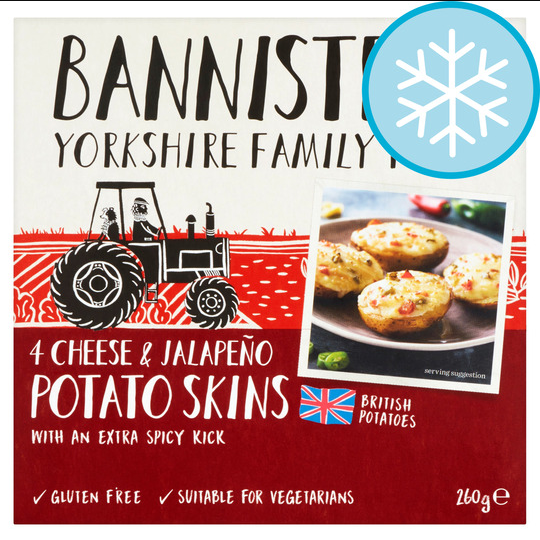 YORKSHIRE FAMILY
serving suggestion
4 CHEESE & JALAPEÑO
POTATO SKINS
BRITISH
POTATOES
WITH AN EXTRA SPICY KICK
✓ GLUTEN FREE ✓ SUITABLE FOR VEGETARIANS
260g ℮